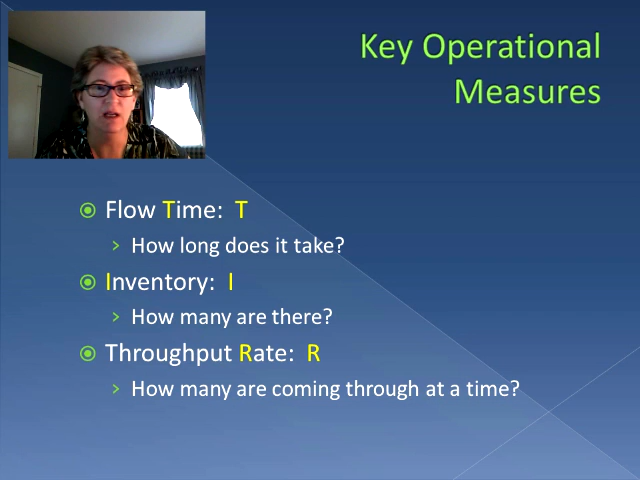 Key Operational
Measures
Flow Time: T
How long does it take?
Inventory: I
How many are there?
Throughput Rate: R
How many are coming through at a time?